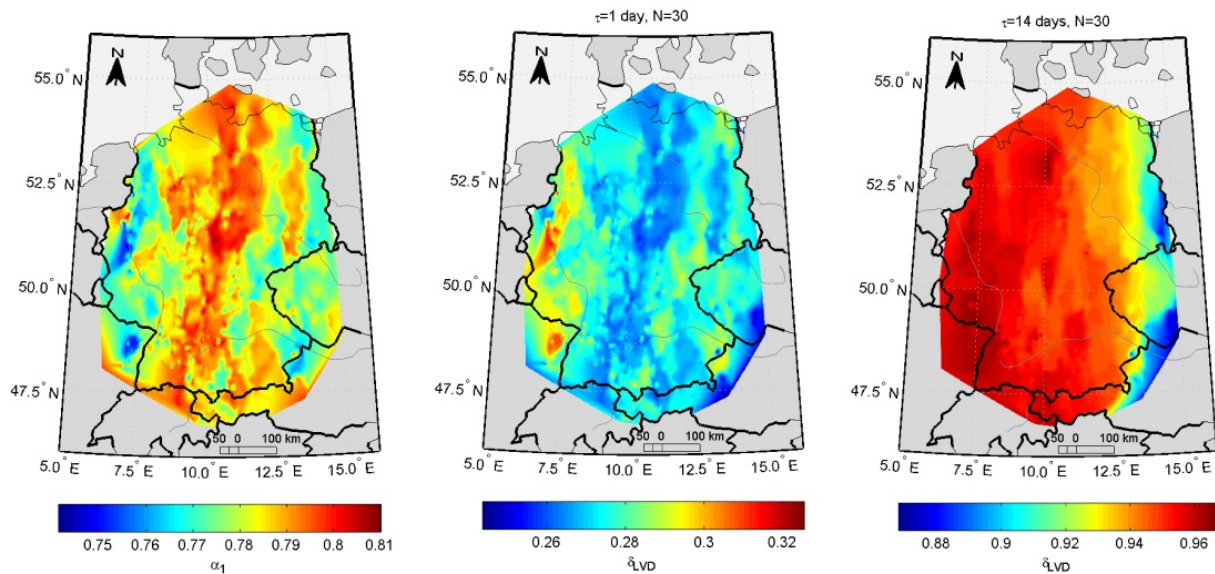 τ=1 day, N=30
τ=14 days, N=30
N
N
N
55.0° N
52.5° N
50.0° N
47.5° N
50 0 100 km
5.0° E 7.5° E 10.0° E 12.5° E 15.0° E
55.0° N
52.5° N
50.0° N
47.5° N
50 0 100 km
5.0° E 7.5° E 10.0° E 12.5° E 15.0° E
55.0° N
52.5° N
50.0° N
47.5° N
50 0 100 km
5.0° E 7.5° E 10.0° E 12.5° E 15.0° E
0.75 0.76 0.77 0.78 0.79 0.8 0.81
α1
0.26 0.28 0.3 0.32
δLVD
0.88 0.9 0.92 0.94 0.96
δLVD